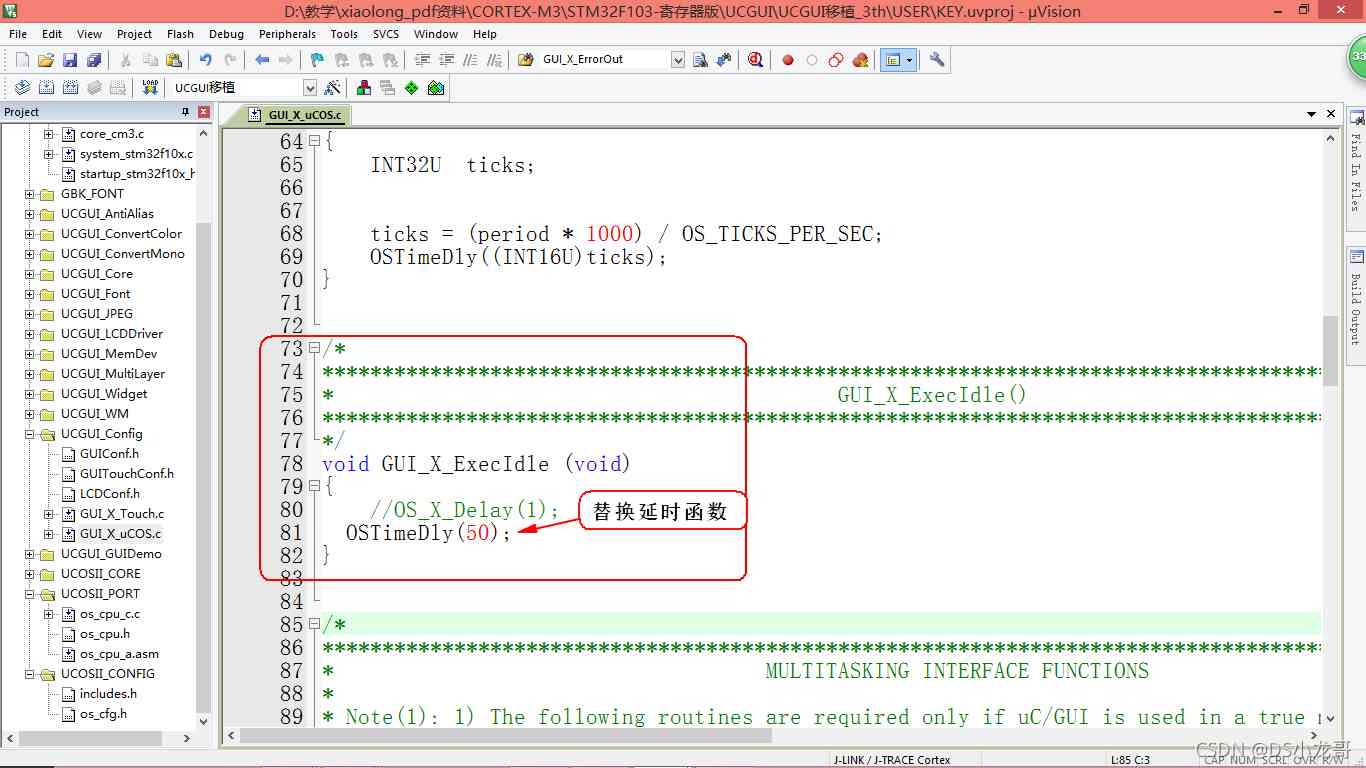 D:\教学\xiaolong_pdf资料\CORTEX-M3\STM32F103-寄存器版\UCGUI\UCGUI移植_3th\USER\KEY.uvproj - µVision
File Edit View Project Flash Debug Peripherals Tools SVCS Window Help
GUI_X_ErrorOut
33
LOAD UCGUI移植
Project
GUI_X_uCOS.c
core_cm3.c
system_stm32f10x.c
startup_stm32f10x_h
GBK_FONT
UCGUI_AntiAlias
UCGUI_ConvertColor
UCGUI_ConvertMono
UCGUI_Core
UCGUI_Font
UCGUI_JPEG
UCGUI_LCDDriver
UCGUI_MemDev
UCGUI_MultiLayer
UCGUI_Widget
UCGUI_WM
UCGUI_Config
GUIConf.h
GUITouchConf.h
LCDConf.h
GUI_X_Touch.c
GUI_X_uCOS.c
UCGUI_GUIDemo
UCOSII_CORE
UCOSII_PORT
os_cpu_c.c
os_cpu.h
os_cpu_a.asm
UCOSII_CONFIG
includes.h
os_cfg.h
64 {
65 INT32U ticks;
66
67
68 ticks = (period * 1000) / OS_TICKS_PER_SEC;
69 OSTimeDly((INT16U)ticks);
70 }
71
72
73 /*
74 ***********************************************************************************
75 * GUI_X_ExecIdle()
76 ***********************************************************************************
77 */
78 void GUI_X_ExecIdle (void)
79 {
80 //OS_X_Delay(1);
81 OSTimeDly(50);
82 }
83
84
85 /*
86 ***********************************************************************************
87 * MULTITASKING INTERFACE FUNCTIONS
88 *
89 * Note(1): 1) The following routines are required only if uC/GUI is used in a true
替换延时函数
Find In Files
Build Output
J-LINK / J-TRACE Cortex
L:85 C:3
CAP NUM SCRL OVR R/W
CSDN @DS小龙哥